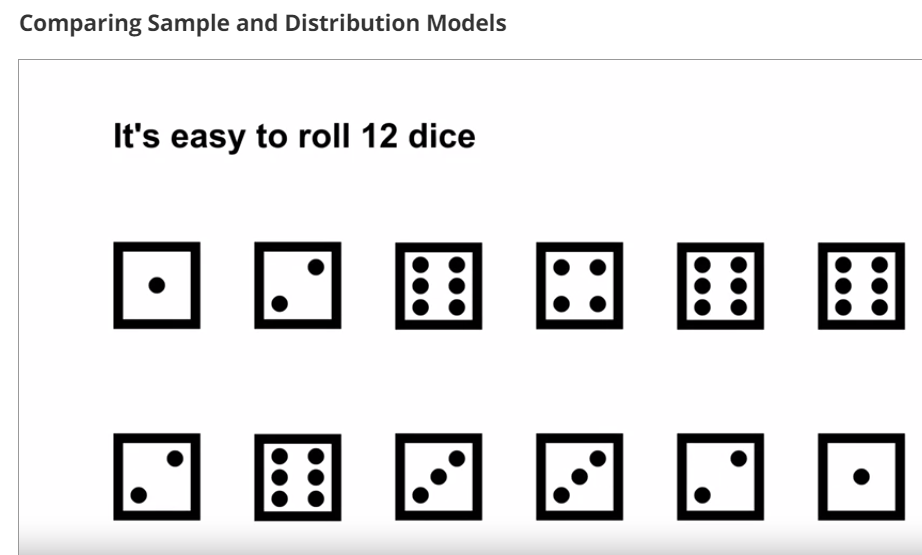 Comparing Sample and Distribution Models
It's easy to roll 12 dice